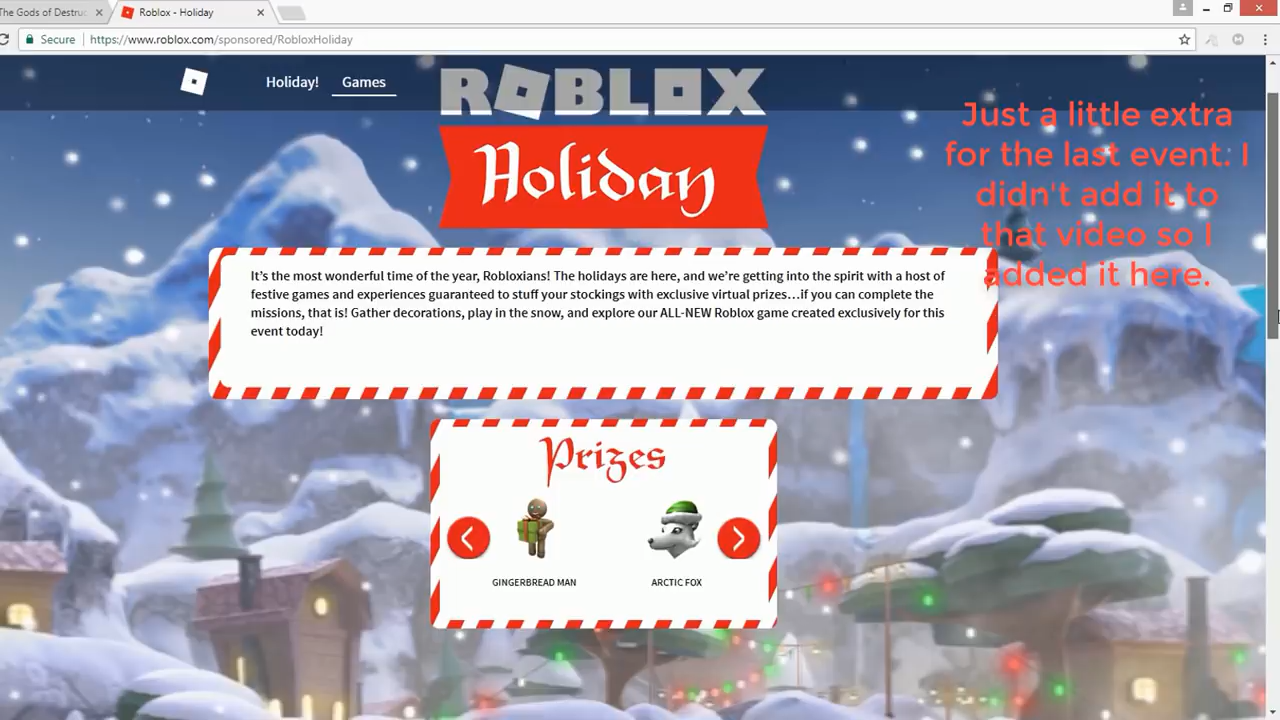 The Gods of Destruc
Roblox - Holiday
Secure
https://www.roblox.com/sponsored/RobloxHoliday
Holiday!
Games
ROBLOX
Holiday
Just a little extra
for the last event. I
didn't add it to
that video so I
added it here.
It's the most wonderful time of the year, Robloxians! The holidays are here, and we're getting into the spirit with a host of
festive games and experiences guaranteed to stuff your stockings with exclusive virtual prizes...if you can complete the
missions, that is! Gather decorations, play in the snow, and explore our ALL-NEW Roblox game created exclusively for this
event today!
Prizes
GINGERBREAD MAN
ARCTIC FOX